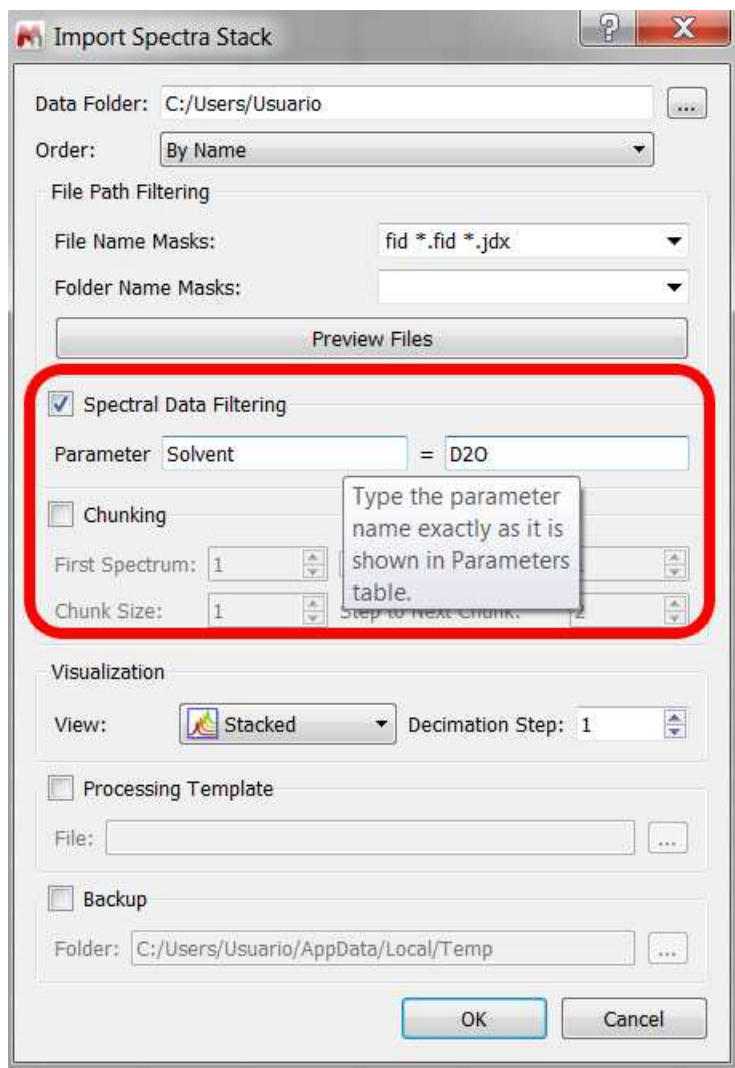 Import Spectra Stack
Data Folder: C:/Users/Usuario ...
Order: By Name
File Path Filtering
File Name Masks: fid *.fid *.jdx
Folder Name Masks:
Preview Files
Spectral Data Filtering
Parameter Solvent = D2O
Type the parameter
name exactly as it is
shown in Parameters
table.
Chunking
First Spectrum: 1
Chunk Size: 1 Step to Next Chunk: 2
Visualization
View: Stacked Decimation Step: 1
Processing Template
File: ...
Backup
Folder: C:/Users/Usuario/AppData/Local/Temp ...
OK Cancel